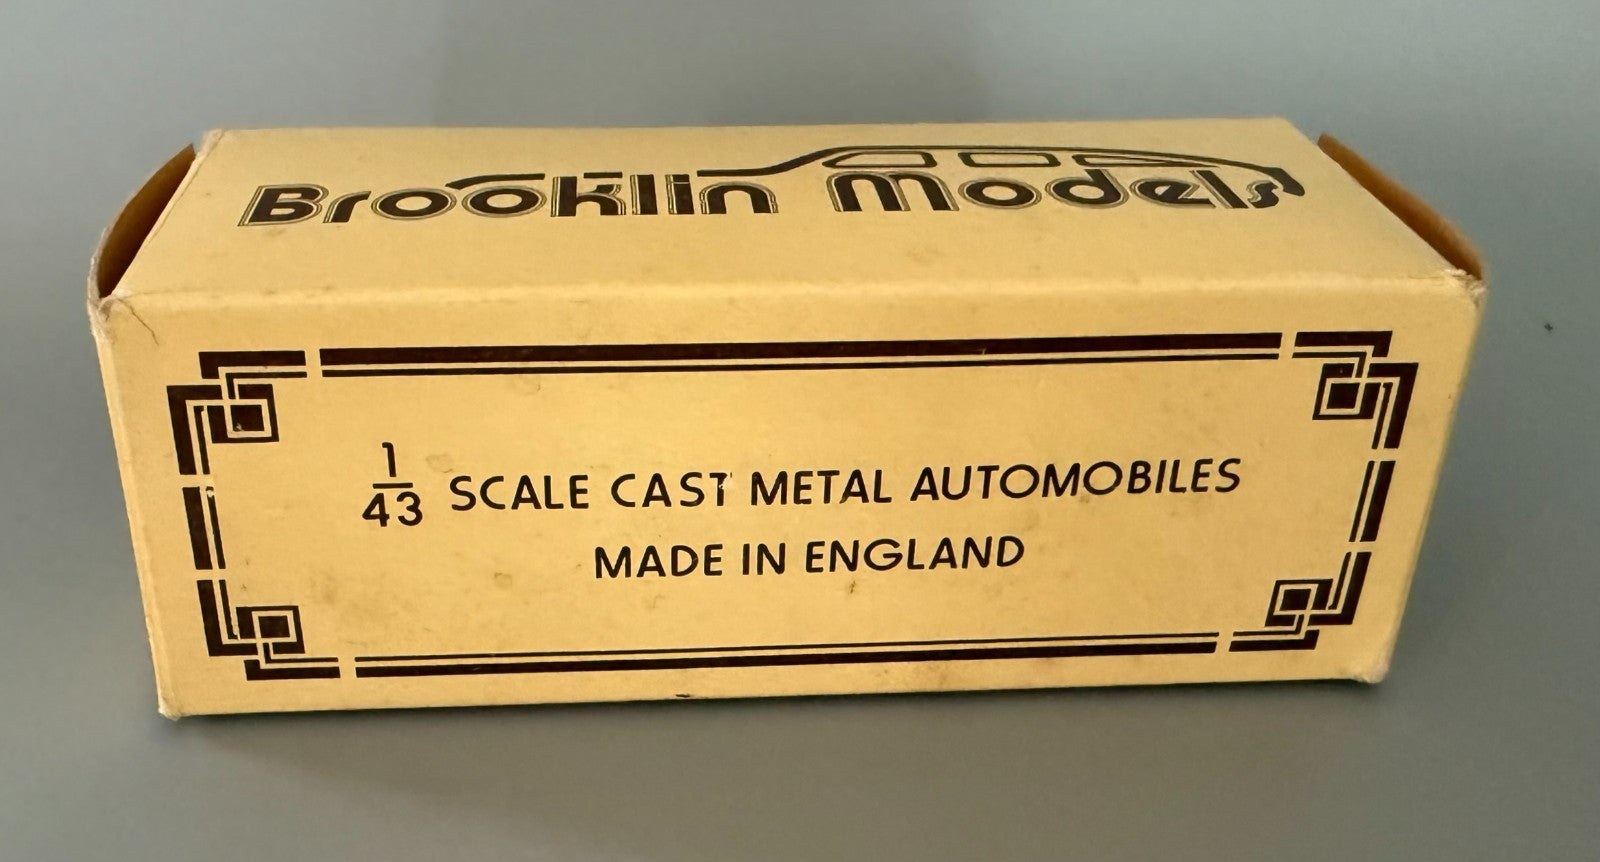 Brooklin Models
1/43 SCALE CAST METAL AUTOMOBILES
MADE IN ENGLAND